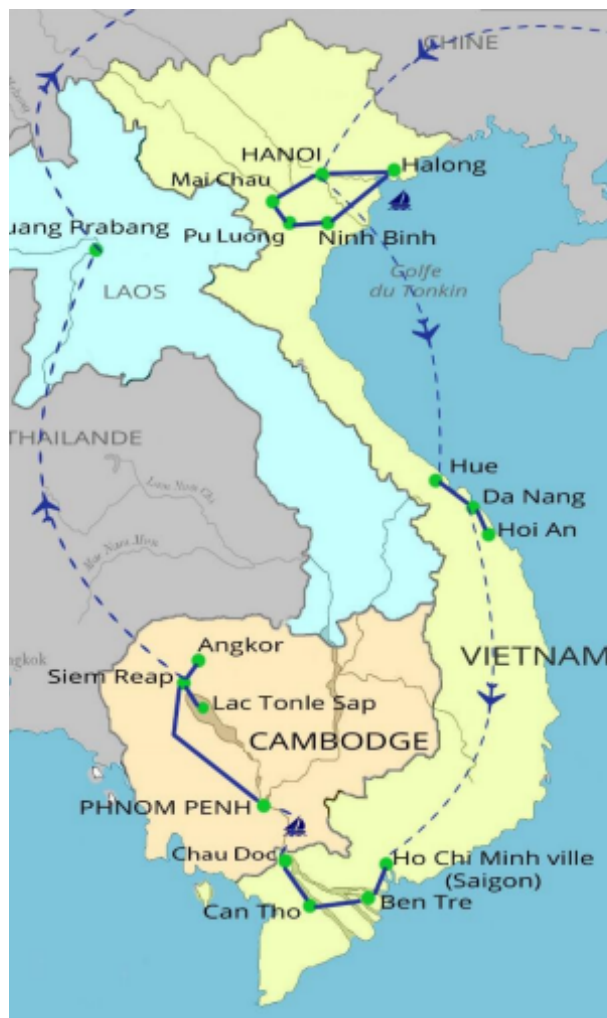 CHINE
HANOI
Halong
Mai Chau
uang Prabang
Pu Luong
Ninh Binh
Golfe
du Tonkin
LAOS
THAILANDE
Hue
Da Nang
Hoi An
Angkor
VIETNAM
ngkok
Siem Reap
Lac Tonle Sap
CAMBODGE
PHNOM PENH
Chau Doc
Ho Chi Minh ville
(Saigon)
Can Tho
Ben Tre